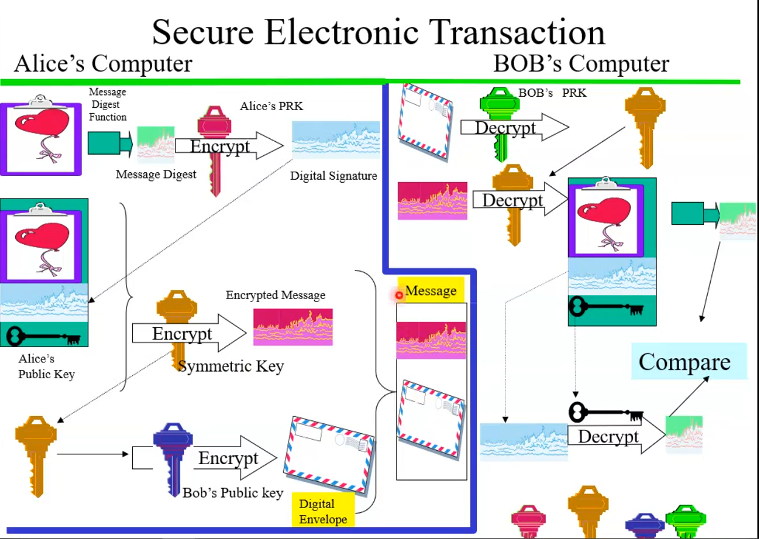 Secure Electronic Transaction
Alice's Computer
BOB's Computer
Message
Digest
Function
Alice's PRK
Encrypt
Message Digest
Digital Signature
BOB's PRK
Decrypt
Decrypt
Encrypted Message
Encrypt
Symmetric Key
Alice's
Public Key
Message
Compare
Encrypt
Bob's Public key
Digital
Envelope
Decrypt